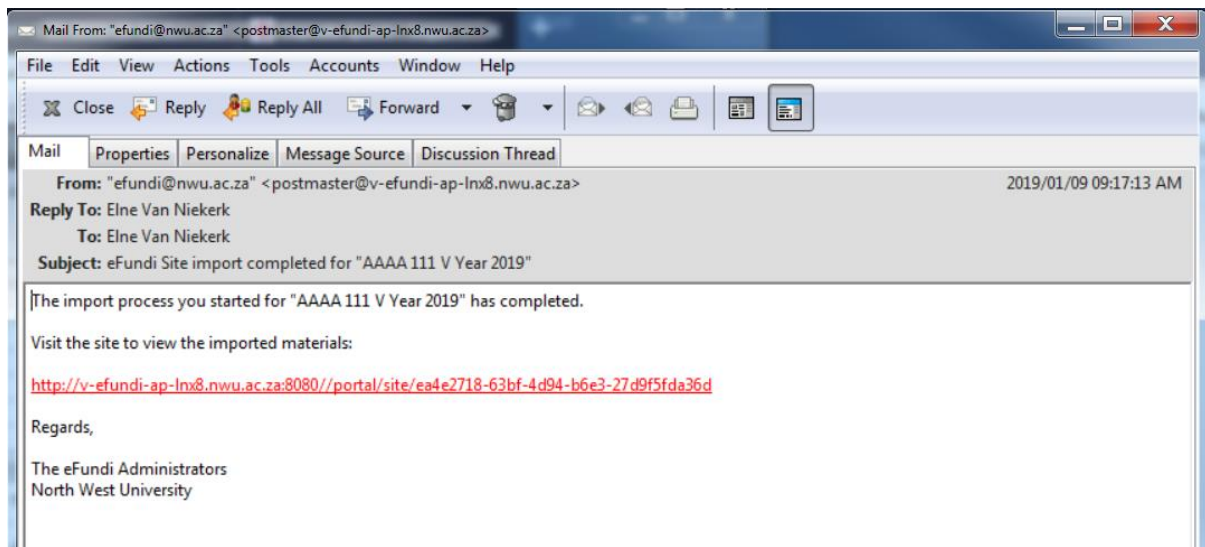 Mail From: "efundi@nwu.ac.za" <postmaster@v-efundi-ap-lnx8.nwu.ac.za>
File Edit View Actions Tools Accounts Window Help
Close Reply Reply All Forward
Mail Properties Personalize Message Source Discussion Thread
From: "efundi@nwu.ac.za" <postmaster@v-efundi-ap-lnx8.nwu.ac.za> 2019/01/09 09:17:13 AM
Reply To: Elne Van Niekerk
To: Elne Van Niekerk
Subject: eFundi Site import completed for "AAAA 111 V Year 2019"
The import process you started for "AAAA 111 V Year 2019" has completed.
Visit the site to view the imported materials:
http://v-efundi-ap-lnx8.nwu.ac.za:8080//portal/site/ea4e2718-63bf-4d94-b6e3-27d9f5fda36d
Regards,
The eFundi Administrators
North West University